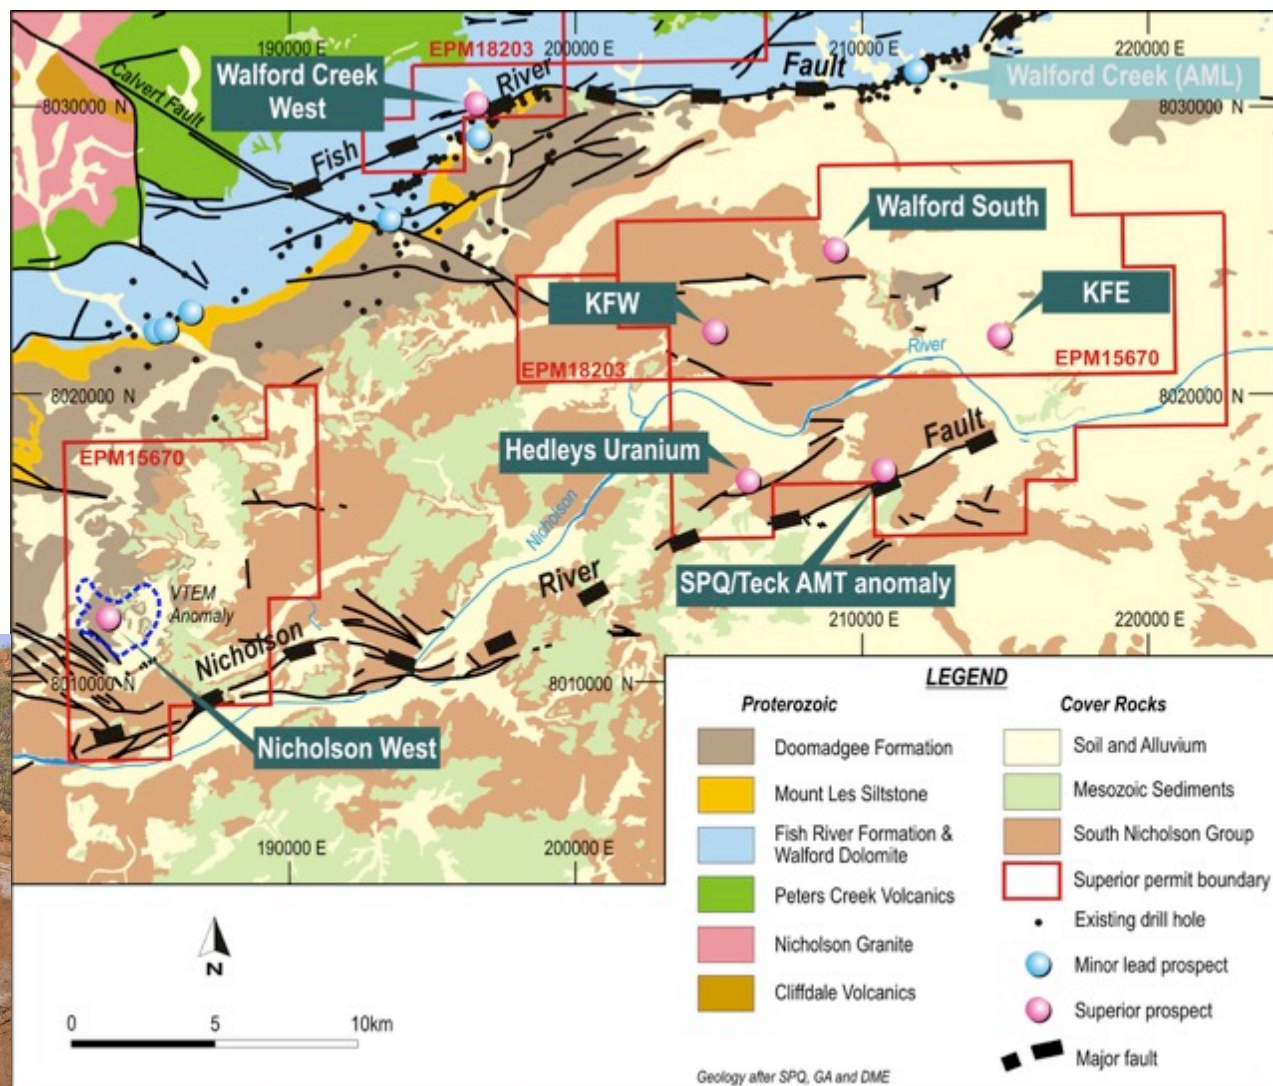 190000 E
200000 E
210000 E
220000 E
EPM18203
Walford Creek
West
River
Fault
Walford Creek (AML)
Calvert Fault
8030000 N
8030000 N
Fish
Walford South
KFW
KFE
River
EPM18203
EPM15670
8020000 N
8020000 N
EPM15670
Hedleys Uranium
Fault
Nicholson
SPQ/Teck AMT anomaly
River
VTEM
Anomaly
210000 E
220000 E
Nicholson
8010000 N
8010000 N
Nicholson West
190000 E
200000 E
LEGEND
Proterozoic
Doomadgee Formation
Mount Les Siltstone
Fish River Formation &
Walford Dolomite
Peters Creek Volcanics
Nicholson Granite
Cliffdale Volcanics
Cover Rocks
Soil and Alluvium
Mesozoic Sediments
South Nicholson Group
Superior permit boundary
Existing drill hole
Minor lead prospect
Superior prospect
Major fault
N
0
5
10km
Geology after SPQ, GA and DME